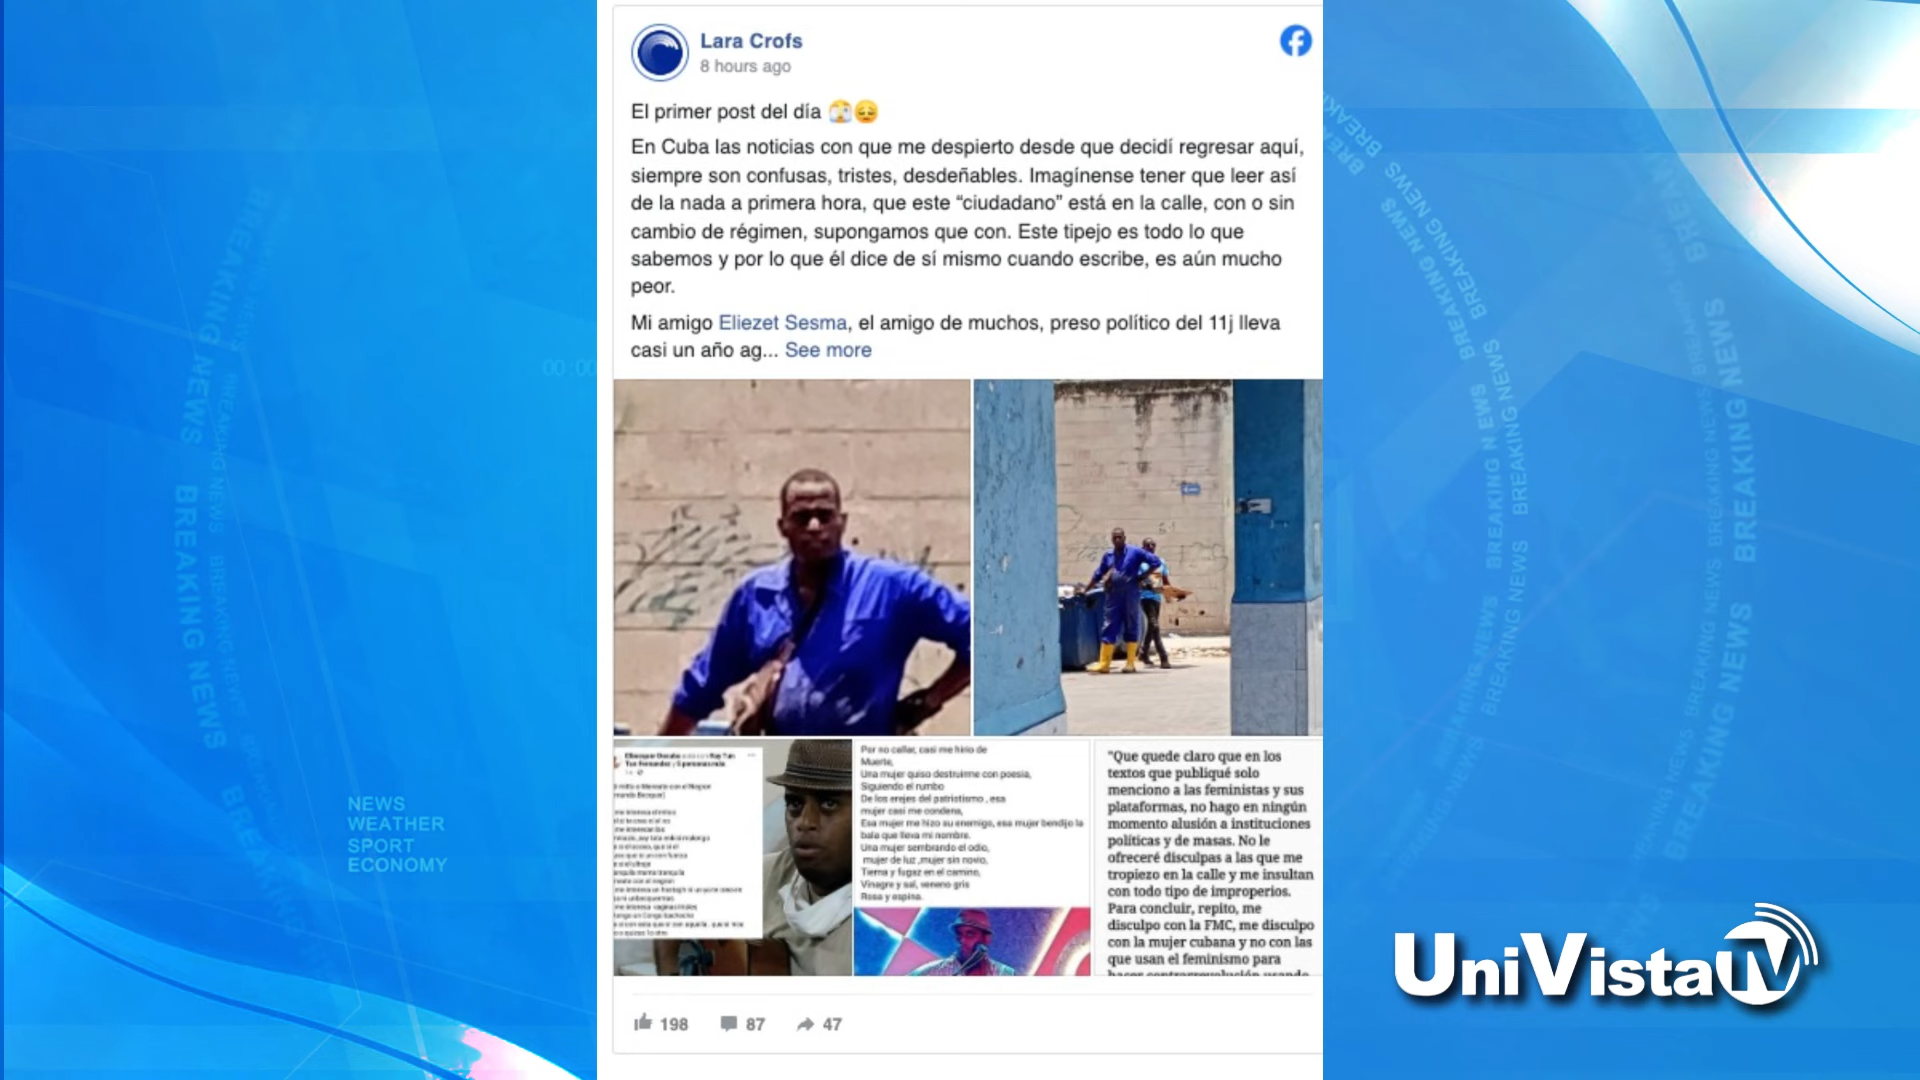 Lara Crofs
8 hours ago
El primer post del día
En Cuba las noticias con que me despierto desde que decidí regresar aquí,
siempre son confusas, tristes, desdeñables. Imagínense tener que leer así
de la nada a primera hora, que este “ciudadano” está en la calle, con o sin
cambio de régimen, supongamos que con. Este tipejo es todo lo que
sabemos y por lo que él dice de sí mismo cuando escribe, es aún mucho
peor.
Mi amigo Eliezet Sesma, el amigo de muchos, preso político del 11j lleva
casi un año ag... See more
Por no callar, casi me hirio de
Muerte,
Una mujer quiso destruirme con poesia,
Siguiendo el rumbo
De los erejes del patriotismo , esa
mujer casi me condena,
Esa mujer me hizo su enemigo, esa mujer bendijo la
bala que lleva mi nombre.
Una mujer sembrando el odio,
mujer de luz ,mujer sin novio,
Tierna y fugaz en el camino,
Vinagre y sal, veneno gris
Rosa y espina.
"Que quede claro que en los
textos que publiqué solo
menciono a las feministas y sus
plataformas, no hago en ningún
momento alusión a instituciones
políticas y de masas. No le
ofreceré disculpas a las que me
tropiezo en la calle y me insultan
con todo tipo de improperios.
Para concluir, repito, me
disculpo con la FMC, me disculpo
con la mujer cubana y no con las
que usan el feminismo para
hacer contrarrevolución usando
198 87 47
BREAKING NEWS
NEWS
WEATHER
SPORT
ECONOMY
UniVista TV